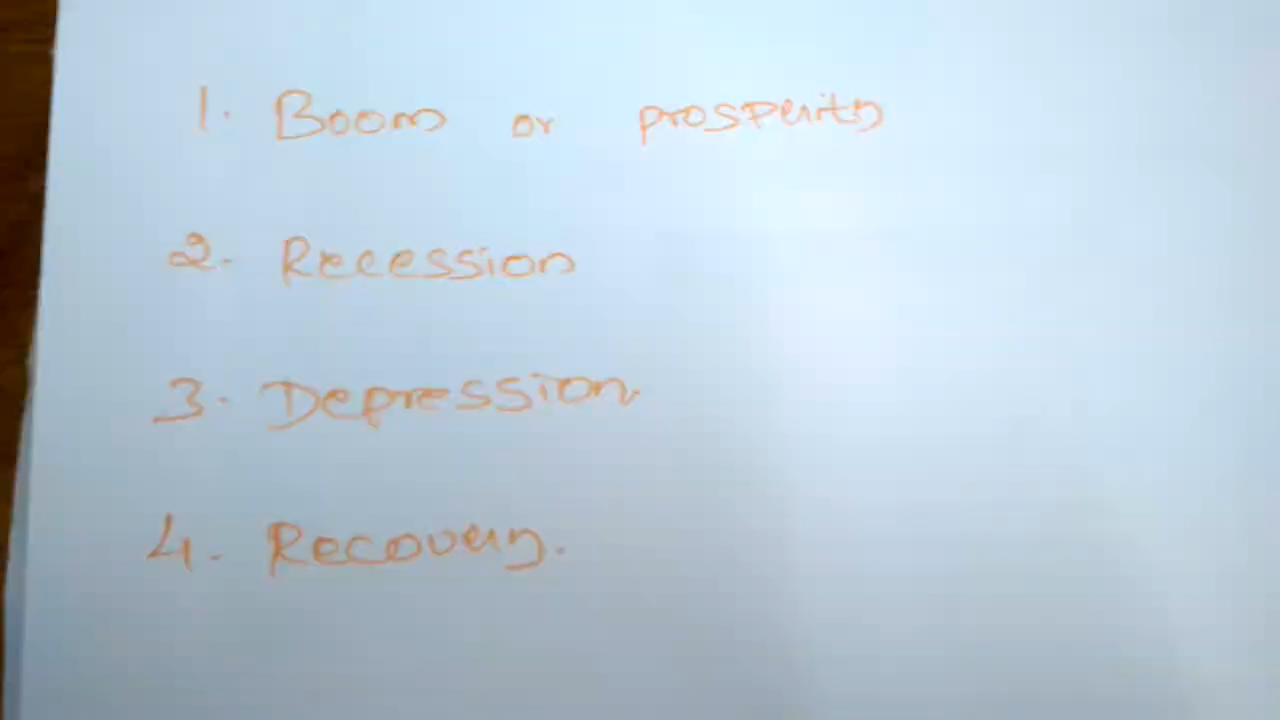 1. Boom or prosperity
2. Recession
3. Depression.
4. Recovery.